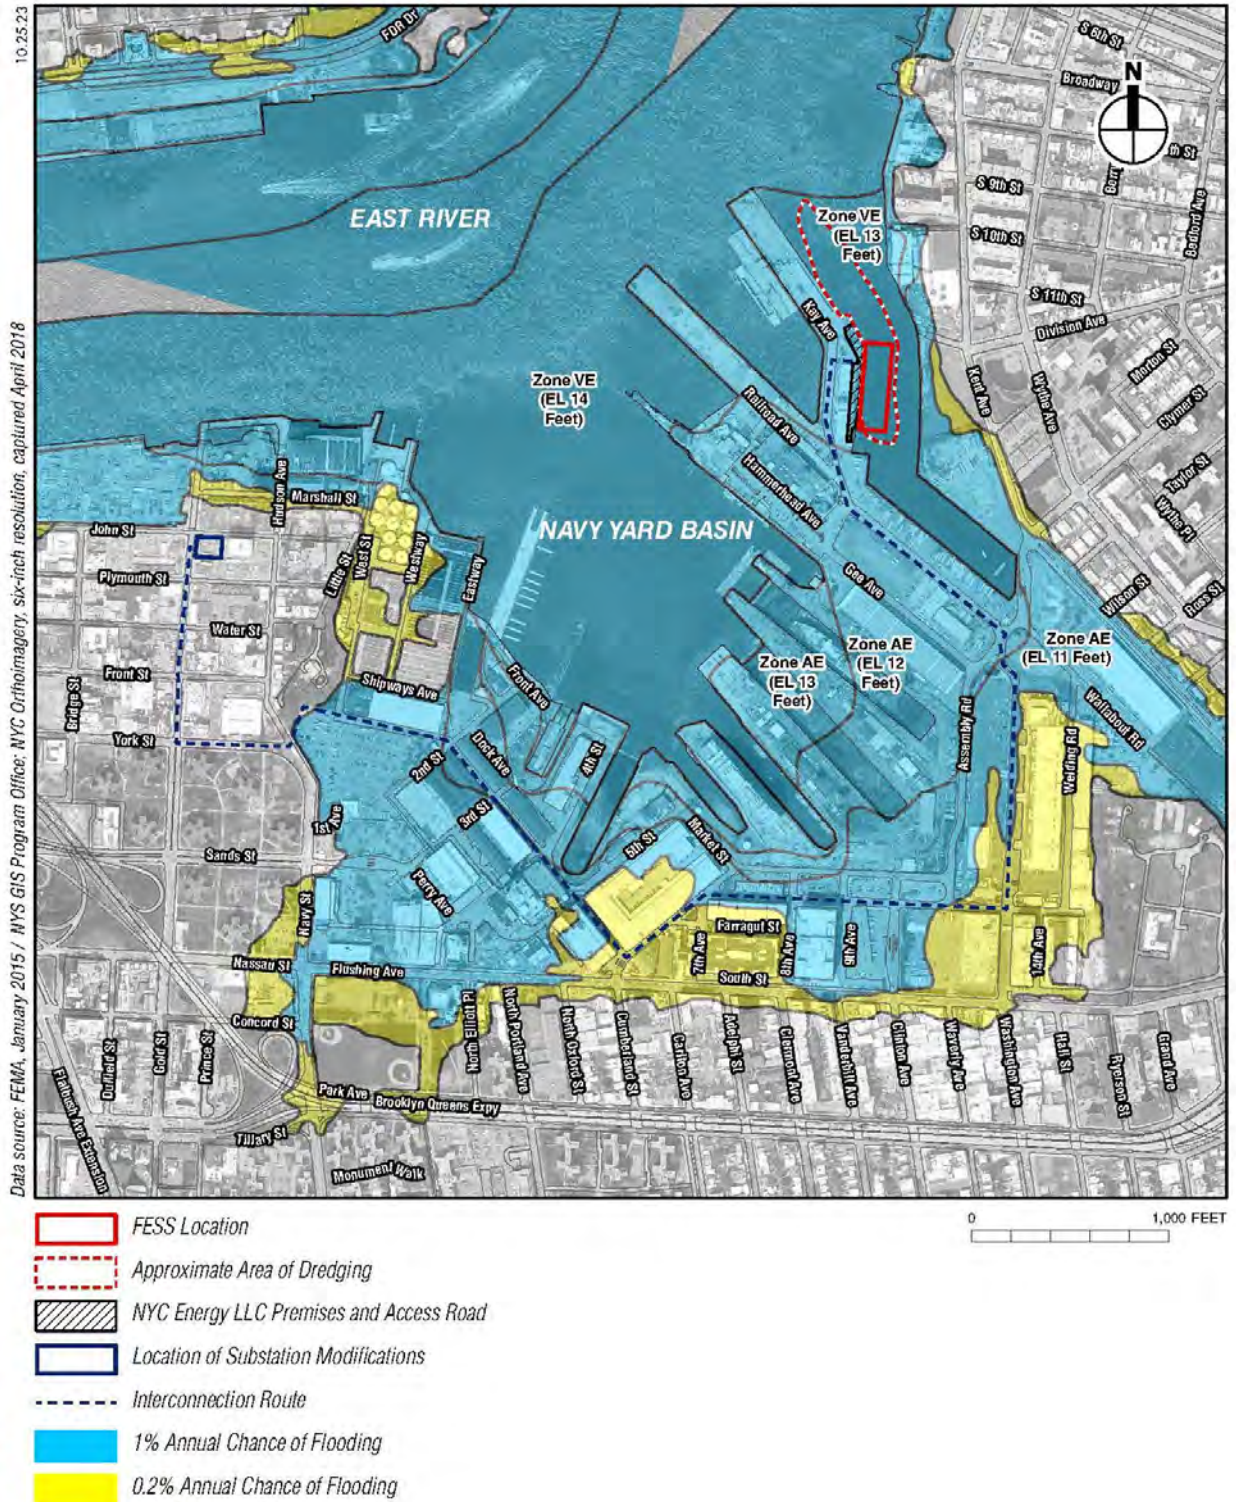 10.25.23
Data source: FEMA, January 2015 / NYS GIS Program Office; NYC Orthoimagery, six-inch resolution, captured April 2018
FDR Dr
S 6th St
Broadway
N
th St
S 9th St
Bedford Ave
S 10th St
EAST RIVER
Zone VE
(EL 13
Feet)
S 11th St
Division Ave
Kay Ave
Morton St
Kent Ave
Wythe Ave
Clymer St
Zone VE
(EL 14
Feet)
Railroad Ave
Hammerhead Ave
Taylor St
Wythe Pl
Hudson Ave
Marshall St
John St
NAVY YARD BASIN
Little St
West St
Westway
Eastway
Plymouth St
Gee Ave
Wilson St
Ross St
Water St
Zone AE
(EL 12
Feet)
Zone AE
(EL 11 Feet)
Zone AE
(EL 13
Feet)
Front St
Front Ave
Bridge St
Shipways Ave
Wallabout Rd
York St
Dock Ave
2nd St
4th St
Assembly Rd
Welding Rd
3rd St
1st Ave
Sands St
5th St
Market St
Perry Ave
Navy St
Farragut St
7th Ave
8th Ave
9th Ave
14th Ave
Nassau St
Flushing Ave
South St
Concord St
North Elliott Pl
North Portland Ave
North Oxford St
Cumberland St
Carlton Ave
Adelphi St
Clermont Ave
Vanderbilt Ave
Clinton Ave
Waverly Ave
Washington Ave
Hall St
Ryerson St
Grand Ave
Duffield St
Gold St
Prince St
Flatbush Ave Extension
Park Ave
Brooklyn Queens Expy
Tillary St
Monument Walk
0
1,000 FEET
FESS Location
Approximate Area of Dredging
NYC Energy LLC Premises and Access Road
Location of Substation Modifications
Interconnection Route
1% Annual Chance of Flooding
0.2% Annual Chance of Flooding